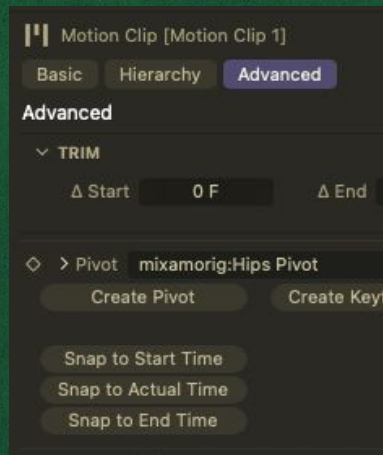 Motion Clip [Motion Clip 1]
Basic Hierarchy Advanced
Advanced
TRIM
Δ Start 0 F Δ End
Pivot mixamorig:Hips Pivot
Create Pivot Create
Snap to Start Time
Snap to Actual Time
Snap to End Time